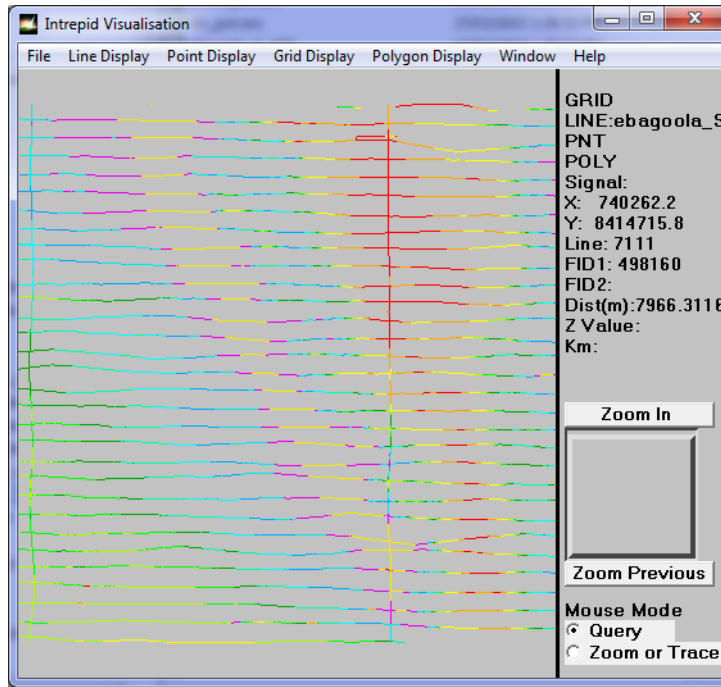 Intrepid Visualisation
File Line Display Point Display Grid Display Polygon Display Window Help
GRID
LINE:ebagoola_S
PNT
POLY
Signal:
X: 740262.2
Y: 8414715.8
Line: 7111
FID1: 498160
FID2:
Dist(m):7966.3116
Z Value:
Km:
Zoom In
Zoom Previous
Mouse Mode
Query
Zoom or Trace